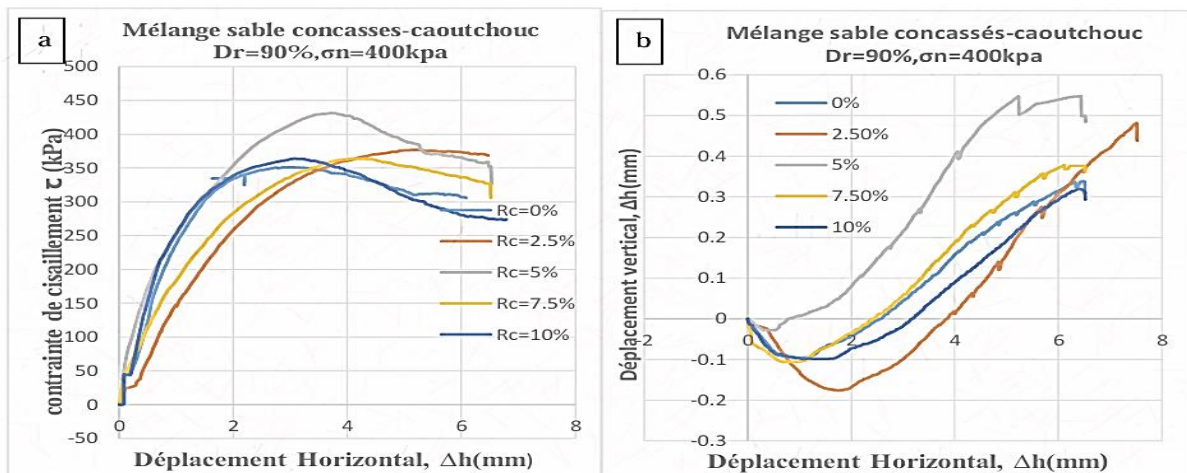 a
Mélange sable concasses-caoutchouc
Dr=90%,σn=400kpa
contrainte de cisaillement τ (kPa)
500
450
400
350
300
250
200
150
100
50
0
-50
0
2
4
6
8
Rc=0%
Rc=2.5%
Rc=5%
Rc=7.5%
Rc=10%
Déplacement Horizontal, Δh(mm)
b
Mélange sable concassés-caoutchouc
Dr=90%,σn=400kpa
Déplacement vertical, Δh(mm)
0.6
0.5
0.4
0.3
0.2
0.1
0
-0.1
-0.2
-0.3
-2
0
2
4
6
8
0%
2.50%
5%
7.50%
10%
Déplacement Horizontal, Δh(mm)